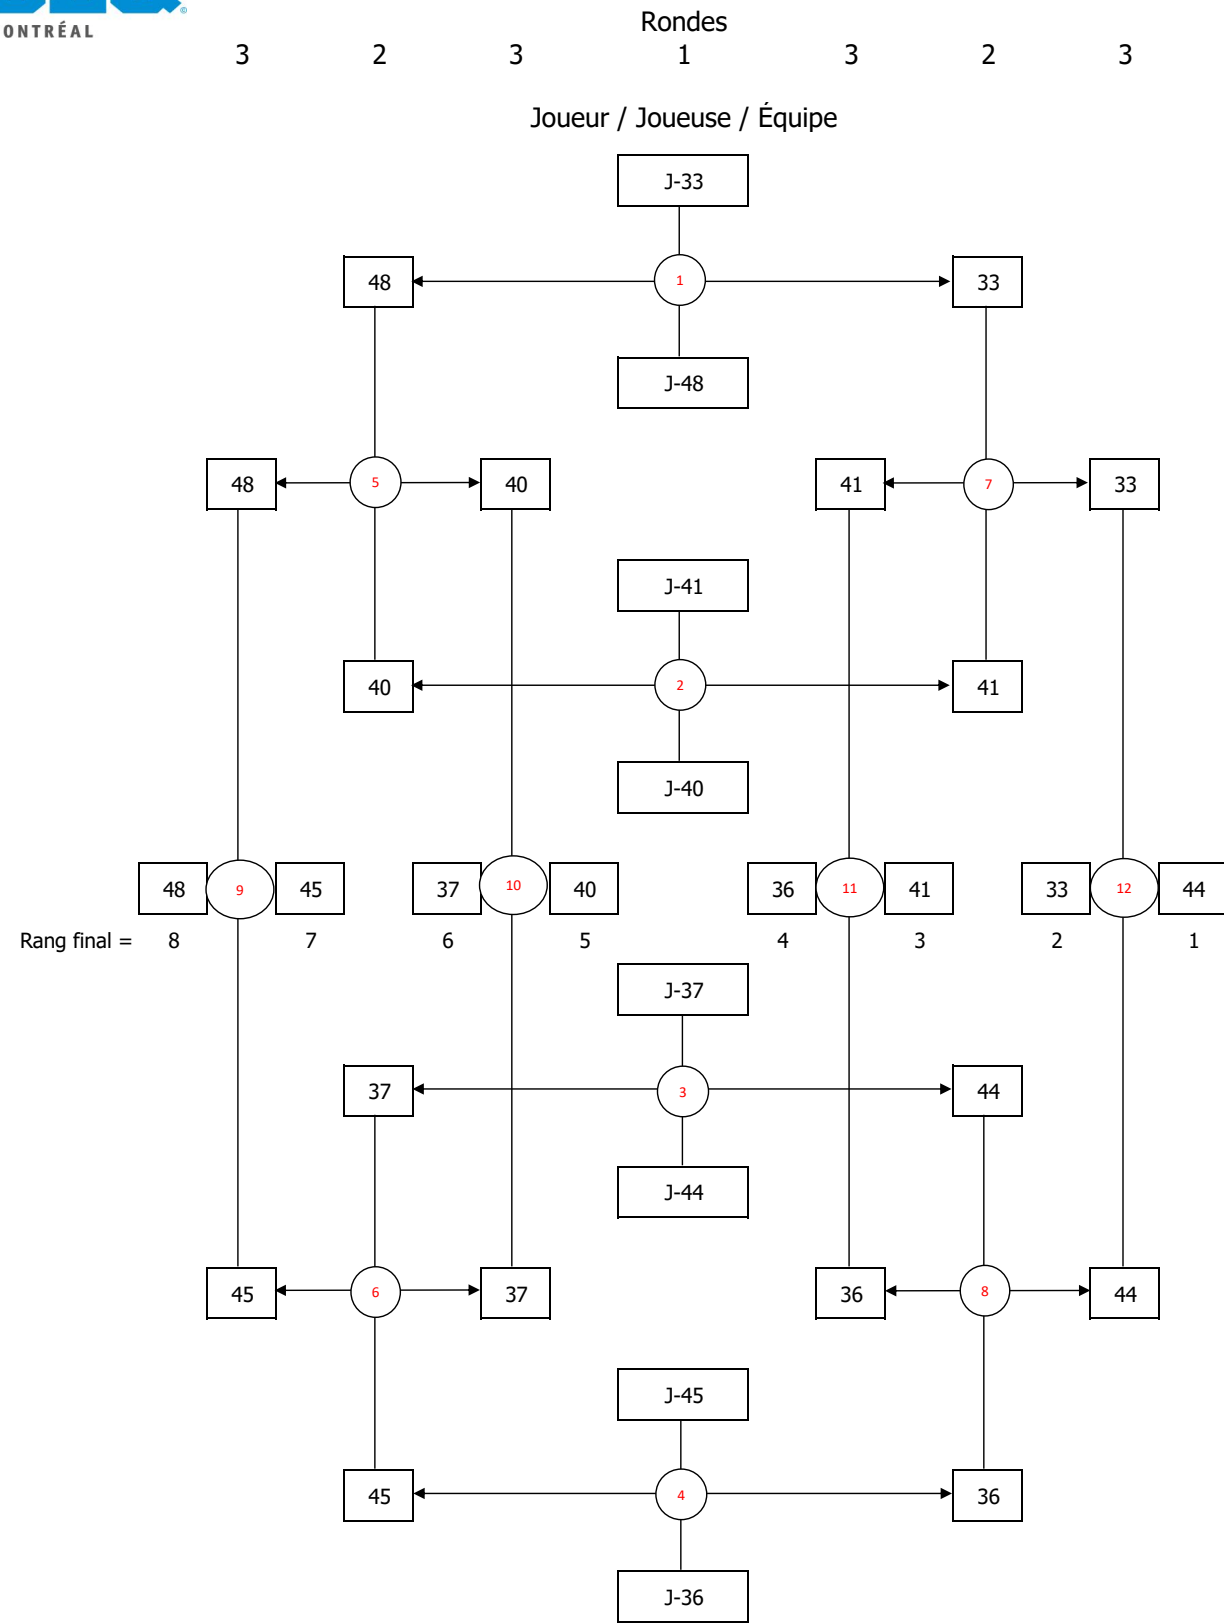 ONTRÉAL
Rondes
3 2 3 1 3 2 3
Joueur / Joueuse / Équipe
J-33
48 1 33
J-48
48 5 40 41 7 33
J-41
40 2 41
J-40
48 9 45 37 10 40 36 11 41 33 12 44
Rang final = 8 7 6 5 4 3 2 1
J-37
37 3 44
J-44
45 6 37 36 8 44
J-45
45 4 36
J-36